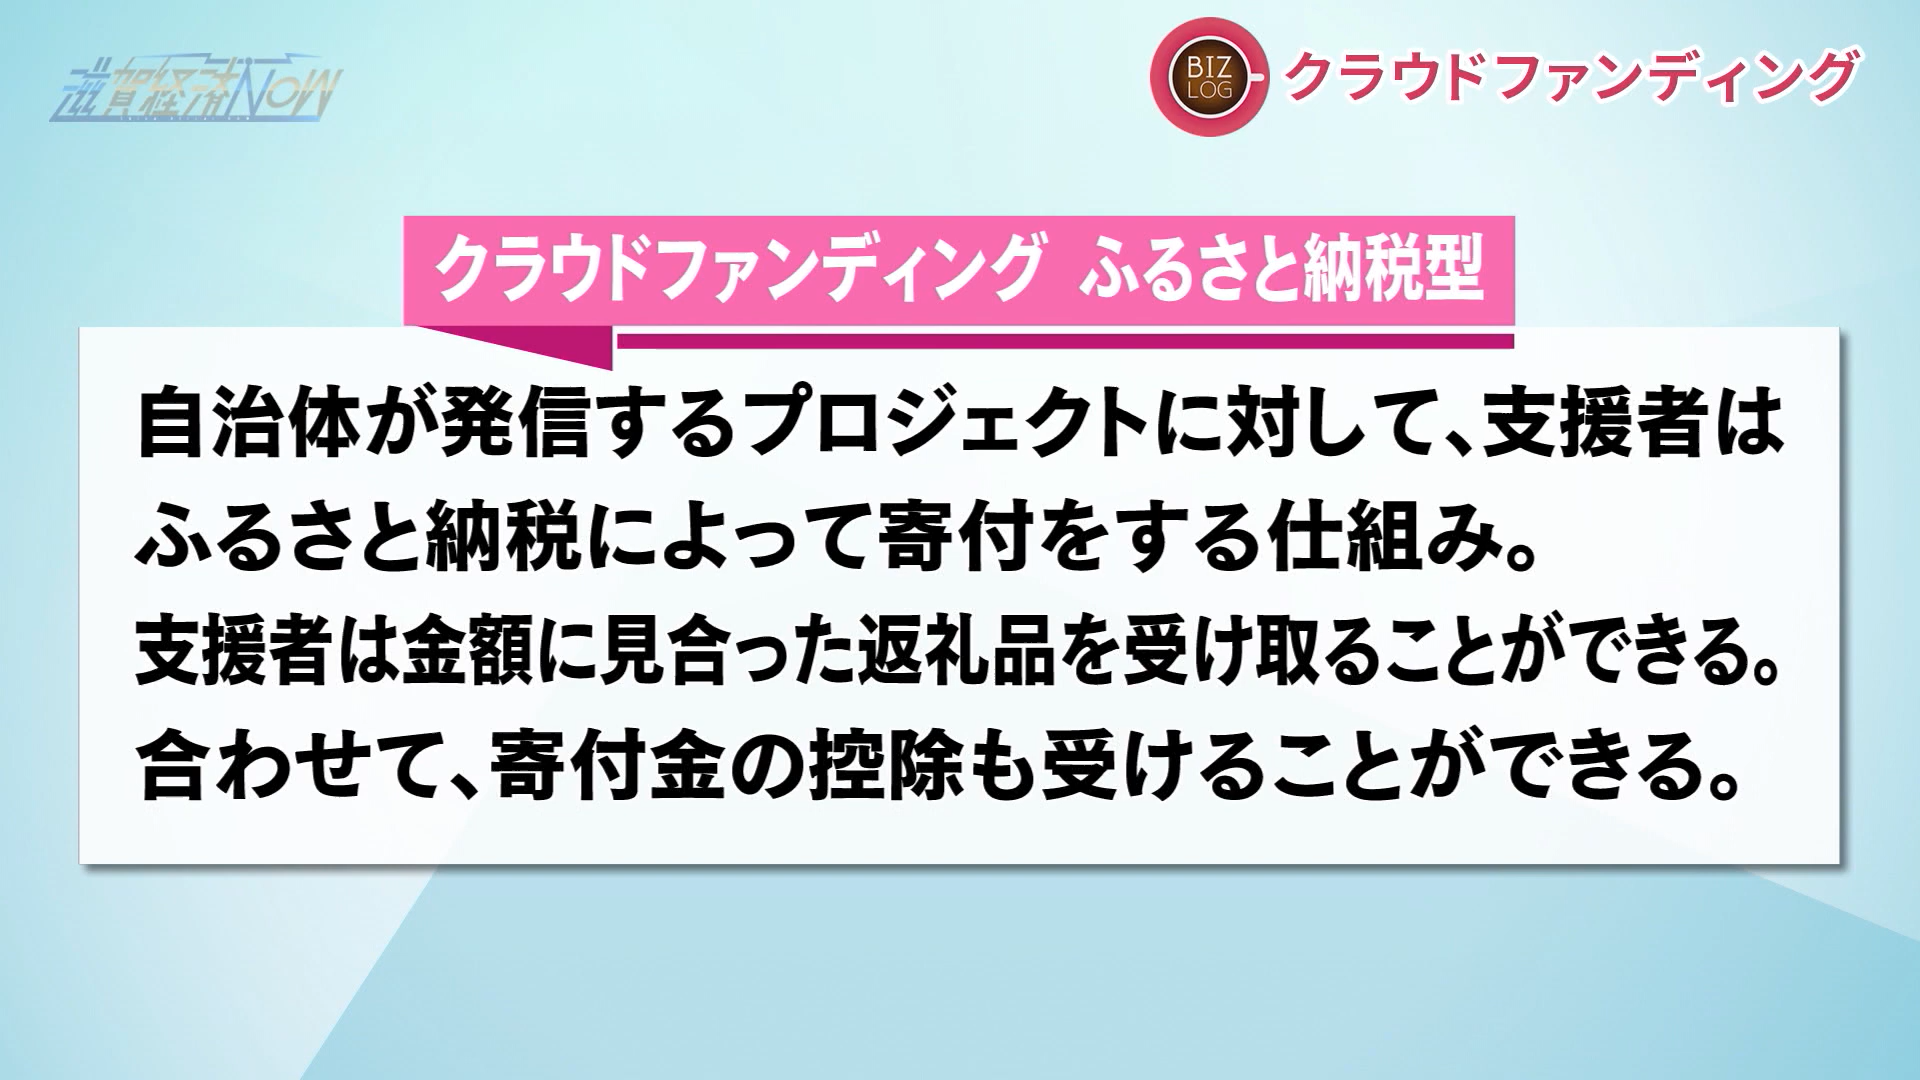 滋賀経済NOW
BIZ
LOG
クラウドファンディング
クラウドファンディング ふるさと納税型
自治体が発信するプロジェクトに対して、支援者は
ふるさと納税によって寄付をする仕組み。
支援者は金額に見合った返礼品を受け取ることができる。
合わせて、寄付金の控除も受けることができる。